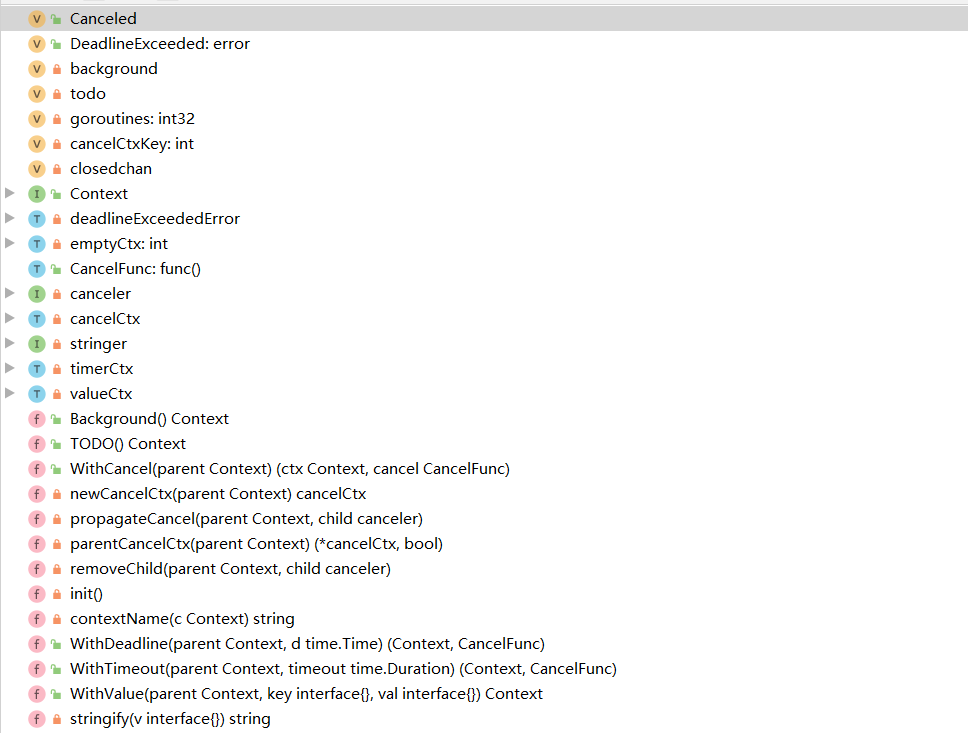 V Canceled
V DeadlineExceeded: error
V background
V todo
V goroutines: int32
V cancelCtxKey: int
V closedchan
I Context
T deadlineExceededError
T emptyCtx: int
T CancelFunc: func()
I canceler
T cancelCtx
I stringer
T timerCtx
T valueCtx
f Background() Context
f TODO() Context
f WithCancel(parent Context) (ctx Context, cancel CancelFunc)
f newCancelCtx(parent Context) cancelCtx
f propagateCancel(parent Context, child canceler)
f parentCancelCtx(parent Context) (*cancelCtx, bool)
f removeChild(parent Context, child canceler)
f init()
f contextName(c Context) string
f WithDeadline(parent Context, d time.Time) (Context, CancelFunc)
f WithTimeout(parent Context, timeout time.Duration) (Context, CancelFunc)
f WithValue(parent Context, key interface{}, val interface{}) Context
f stringify(v interface{}) string